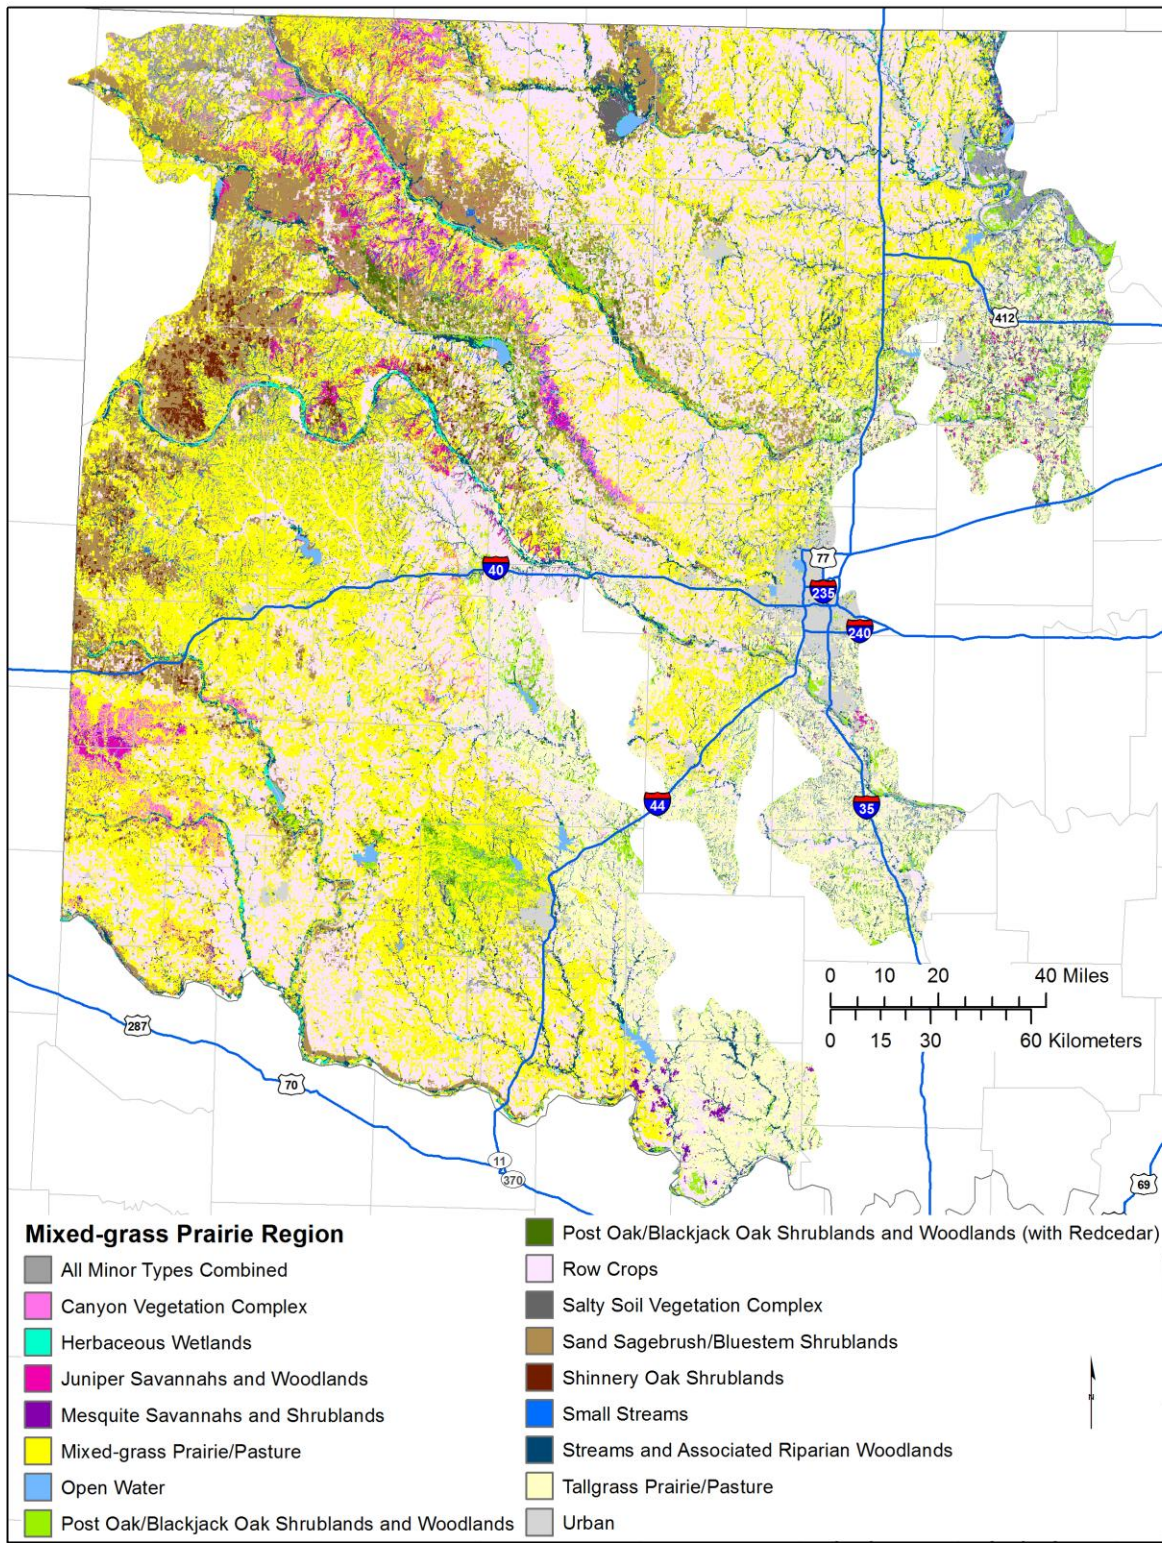 412
77
40
235
240
44
35
0 10 20 40 Miles
0 15 30 60 Kilometers
287
70
11
370
69
Mixed-grass Prairie Region
All Minor Types Combined
Canyon Vegetation Complex
Herbaceous Wetlands
Juniper Savannahs and Woodlands
Mesquite Savannahs and Shrublands
Mixed-grass Prairie/Pasture
Open Water
Post Oak/Blackjack Oak Shrublands and Woodlands
Post Oak/Blackjack Oak Shrublands and Woodlands (with Redcedar)
Row Crops
Salty Soil Vegetation Complex
Sand Sagebrush/Bluestem Shrublands
Shinnery Oak Shrublands
Small Streams
Streams and Associated Riparian Woodlands
Tallgrass Prairie/Pasture
Urban
N